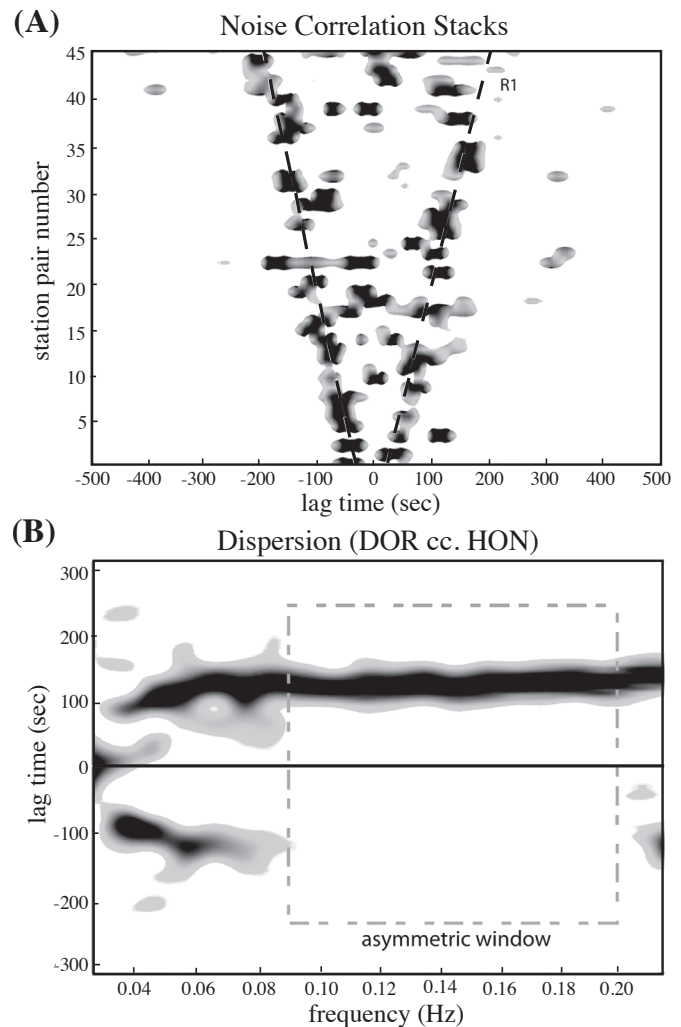 (A)
Noise Correlation Stacks
45
40
35
30
25
20
15
10
5
station pair number
R1
-500 -400 -300 -200 -100 0 100 200 300 400 500
lag time (sec)
(B)
Dispersion (DOR cc. HON)
300
200
100
0
-100
-200
-300
lag time (sec)
asymmetric window
0.04 0.06 0.08 0.10 0.12 0.14 0.16 0.18 0.20
frequency (Hz)